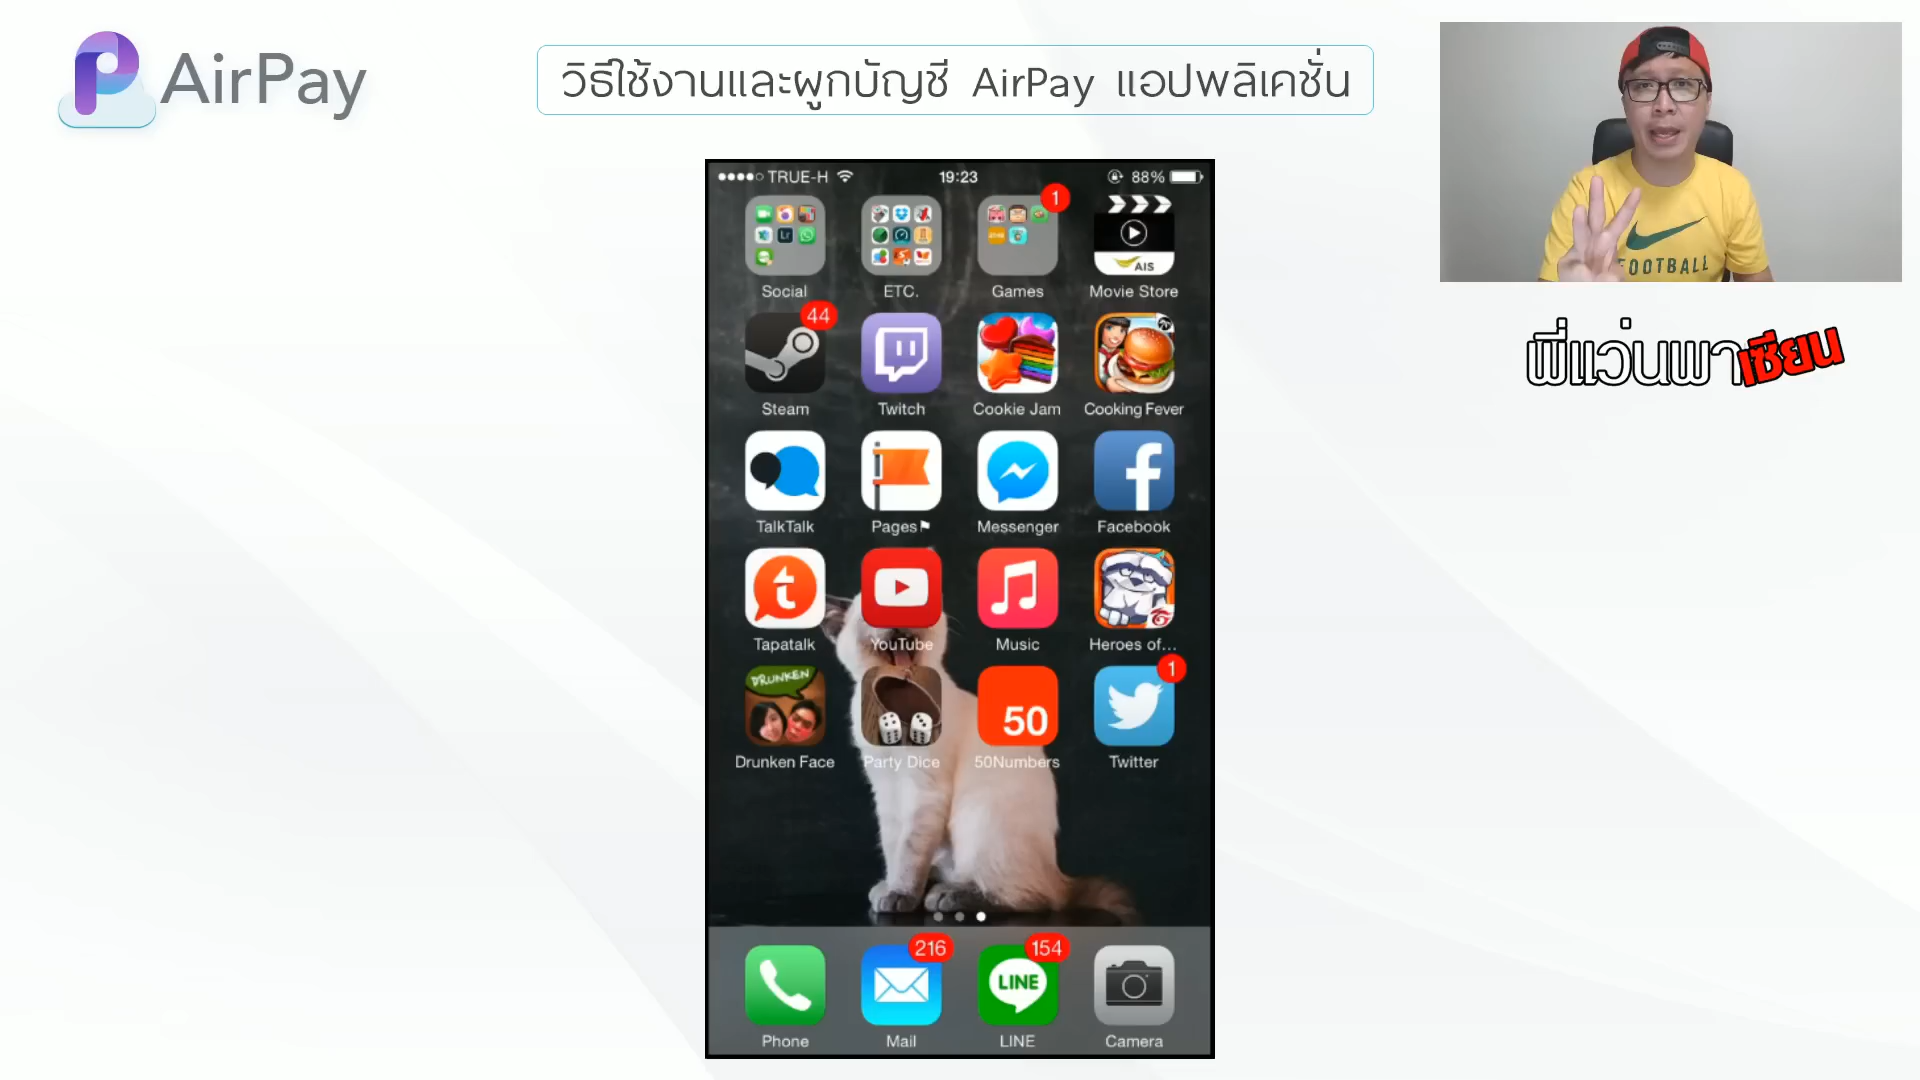 AirPay
วิธีใช้งานและผูกบัญชี AirPay แอปพลิเคชั่น
FOOTBALL
พี่แว่นพาเซียน
TRUE-H 19:23 88%
1
AIS
Social ETC. Games Movie Store
44
Steam Twitch Cookie Jam Cooking Fever
TalkTalk Pages Messenger Facebook
Tapatalk YouTube Music Heroes of...
DRUNKEN
50
1
Drunken Face Party Dice 50Numbers Twitter
216 154
LINE
Phone Mail LINE Camera